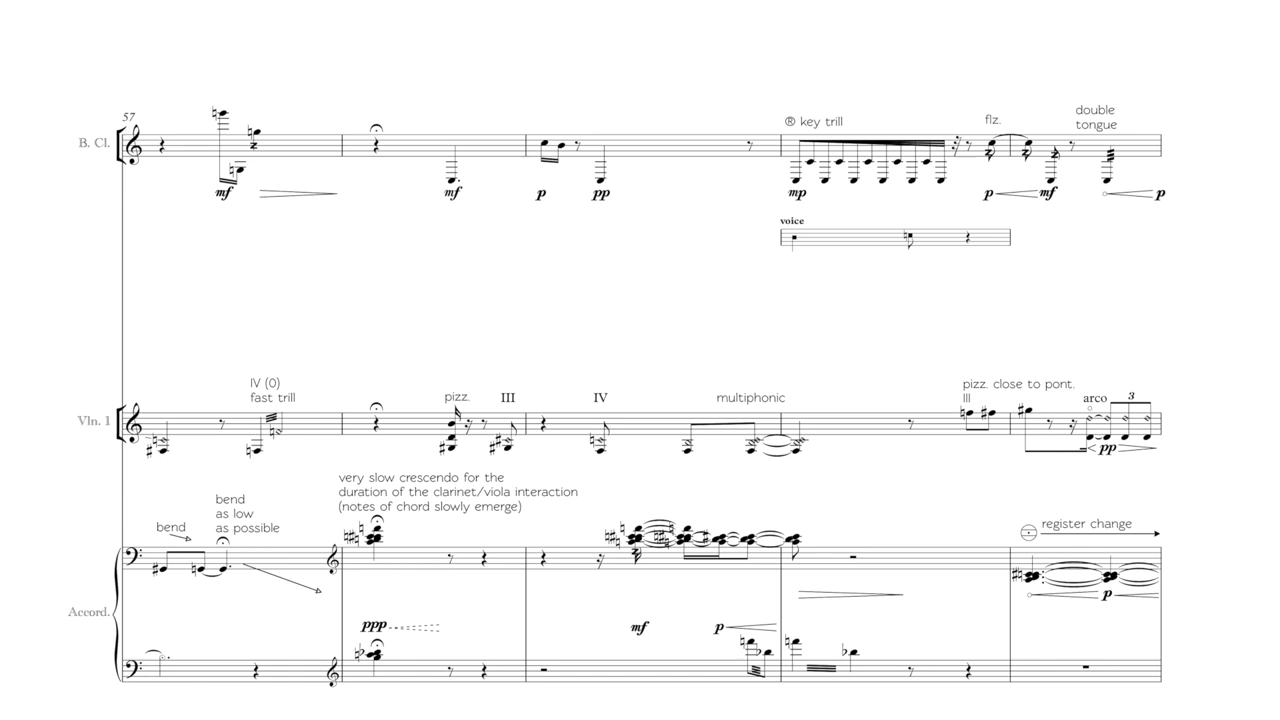 57
B. Cl.
® key trill
flz.
double
tongue
mf
mf
p
pp
mp
p
mf
p
voice
IV (0)
fast trill
pizz.
III
IV
multiphonic
pizz. close to pont.
III
arco
3
Vln. 1
pp
very slow crescendo for the
duration of the clarinet/viola interaction
(notes of chord slowly emerge)
bend
bend
as low
as possible
register change
Accord.
ppp
mf
p
p